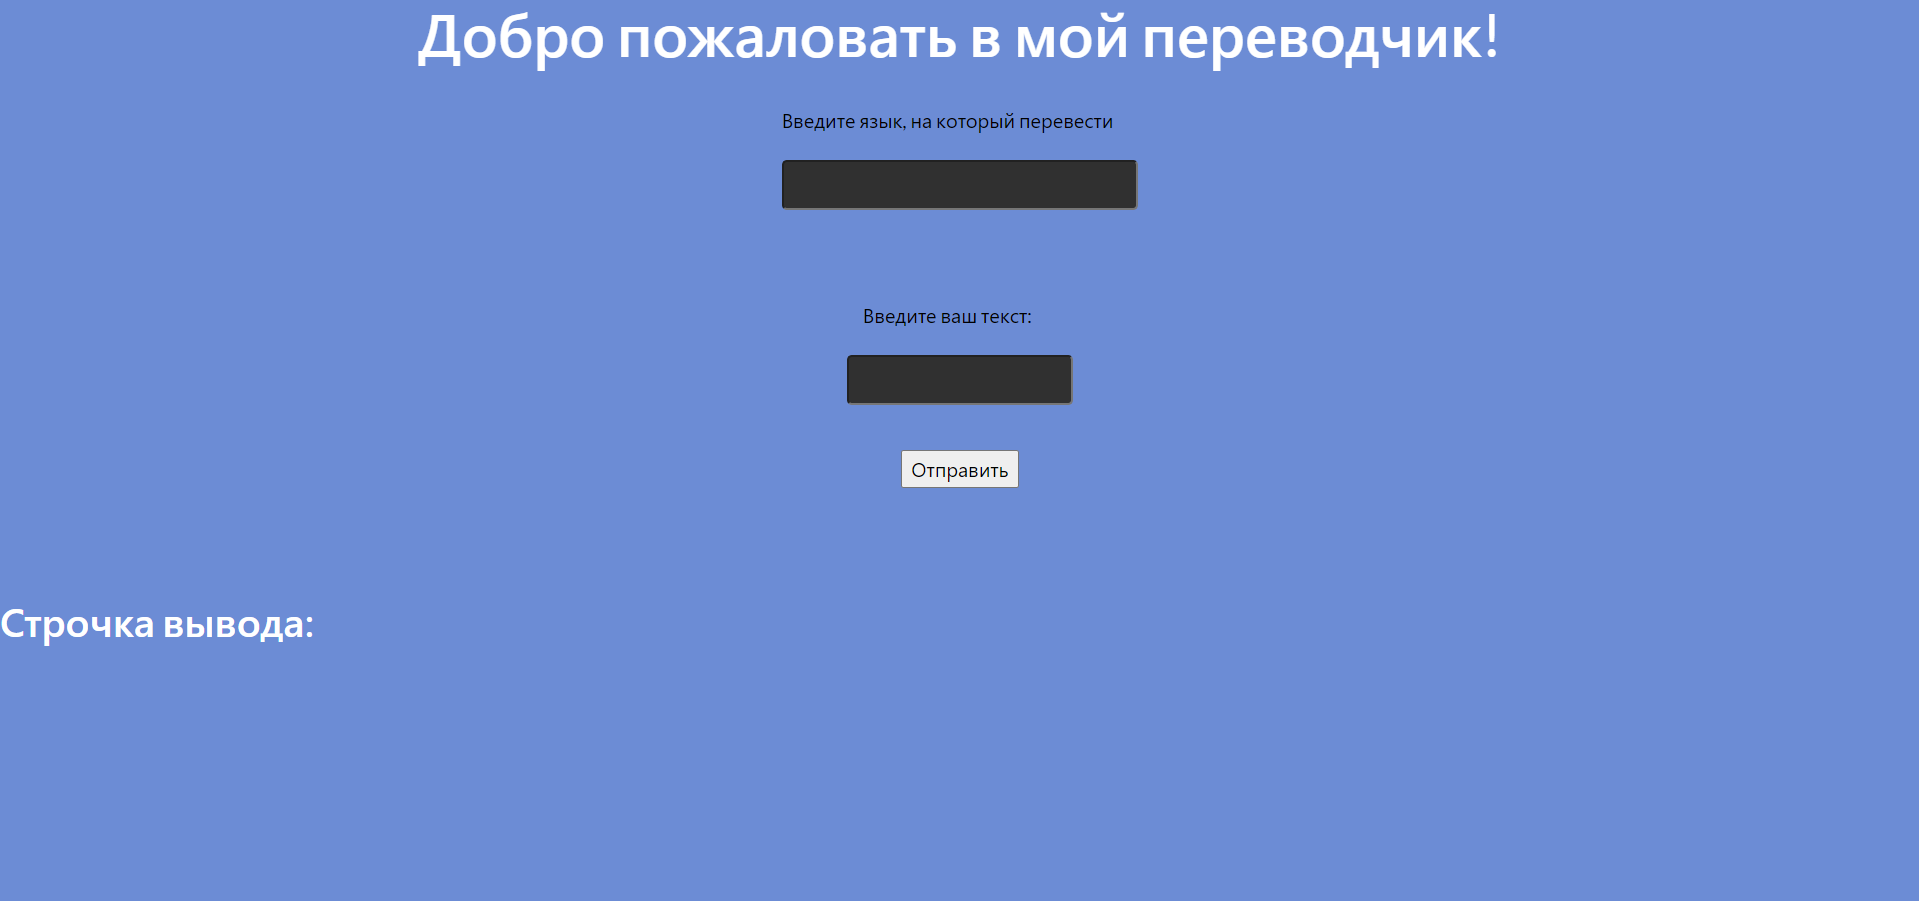 Добро пожаловать в мой переводчик!
Введите язык, на который перевести
Введите ваш текст:
Отправить
Строчка вывода: